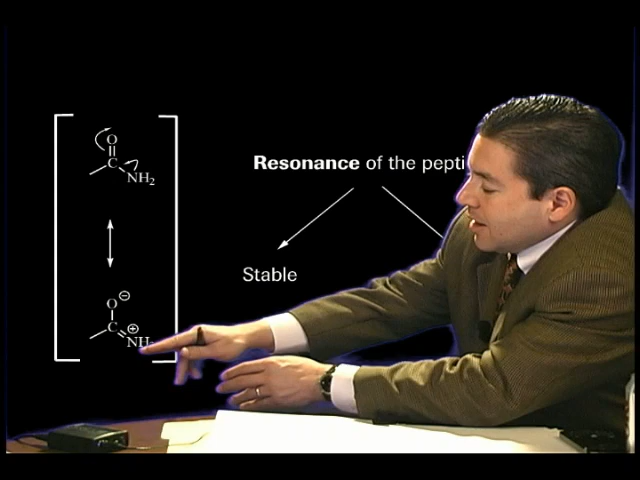 O
C
NH2
Resonance of the pepti
Stable
O⊖
C ⊕
NH